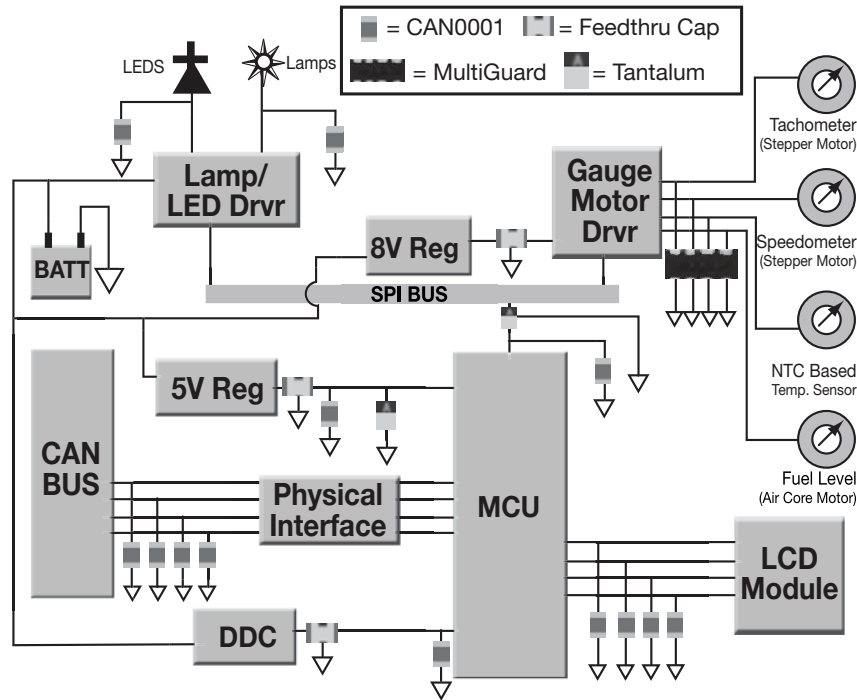 = CAN0001 = Feedthru Cap
= MultiGuard = Tantalum
LEDS
Lamps
Tachometer
(Stepper Motor)
Lamp/
LED Drvr
Gauge
Motor
Drvr
8V Reg
Speedometer
(Stepper Motor)
BATT
SPI BUS
5V Reg
NTC Based
Temp. Sensor
CAN
BUS
Physical
Interface
MCU
Fuel Level
(Air Core Motor)
LCD
Module
DDC